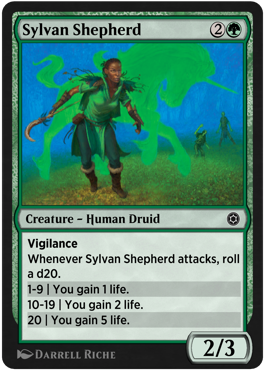 Sylvan Shepherd 2
Creature – Human Druid
Vigilance
Whenever Sylvan Shepherd attacks, roll
a d20.
1-9 | You gain 1 life.
10-19 | You gain 2 life.
20 | You gain 5 life.
2/3
DARRELL RICHE